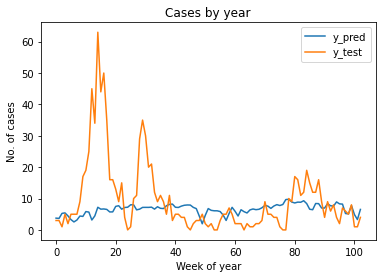 Cases by year
y_pred
y_test
No. of cases
60
50
40
30
20
10
0
0
20
40
60
80
100
Week of year